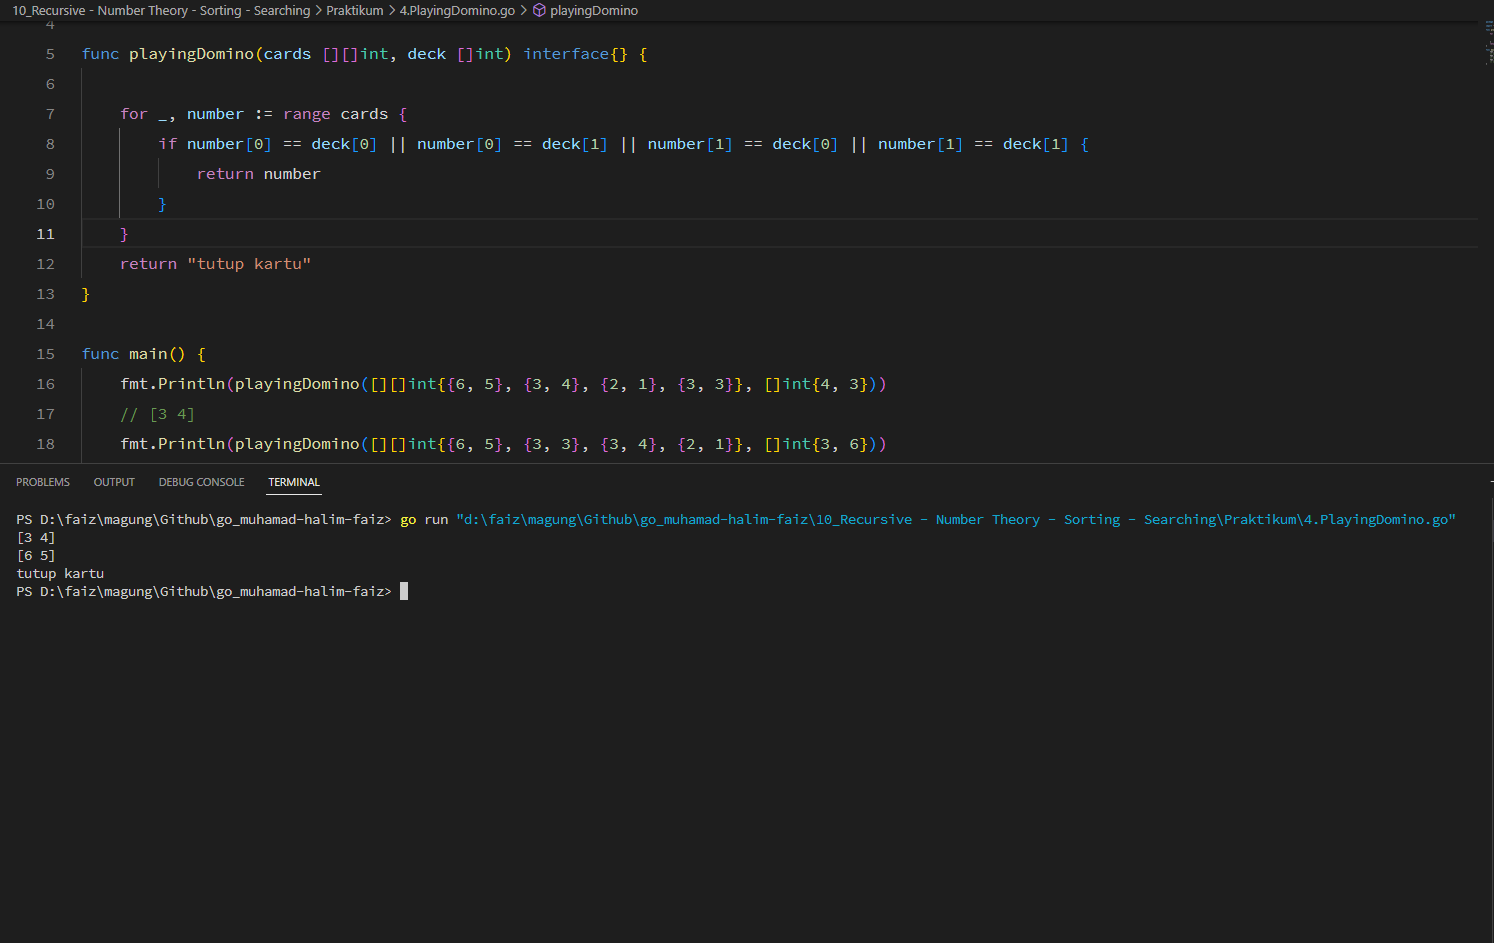 10_Recursive - Number Theory - Sorting - Searching > Praktikum > 4.PlayingDomino.go > playingDomino
4
5 func playingDomino(cards [][]int, deck []int) interface{} {
6
7 for _, number := range cards {
8 if number[0] == deck[0] || number[0] == deck[1] || number[1] == deck[0] || number[1] == deck[1] {
9 return number
10 }
11 }
12 return "tutup kartu"
13 }
14
15 func main() {
16 fmt.Println(playingDomino([][]int{{6, 5}, {3, 4}, {2, 1}, {3, 3}}, []int{4, 3}))
17 // [3 4]
18 fmt.Println(playingDomino([][]int{{6, 5}, {3, 3}, {3, 4}, {2, 1}}, []int{3, 6}))
PROBLEMS OUTPUT DEBUG CONSOLE TERMINAL
PS D:\faiz\magung\Github\go_muhamad-halim-faiz> go run "d:\faiz\magung\Github\go_muhamad-halim-faiz\10_Recursive - Number Theory - Sorting - Searching\Praktikum\4.PlayingDomino.go"
[3 4]
[6 5]
tutup kartu
PS D:\faiz\magung\Github\go_muhamad-halim-faiz>